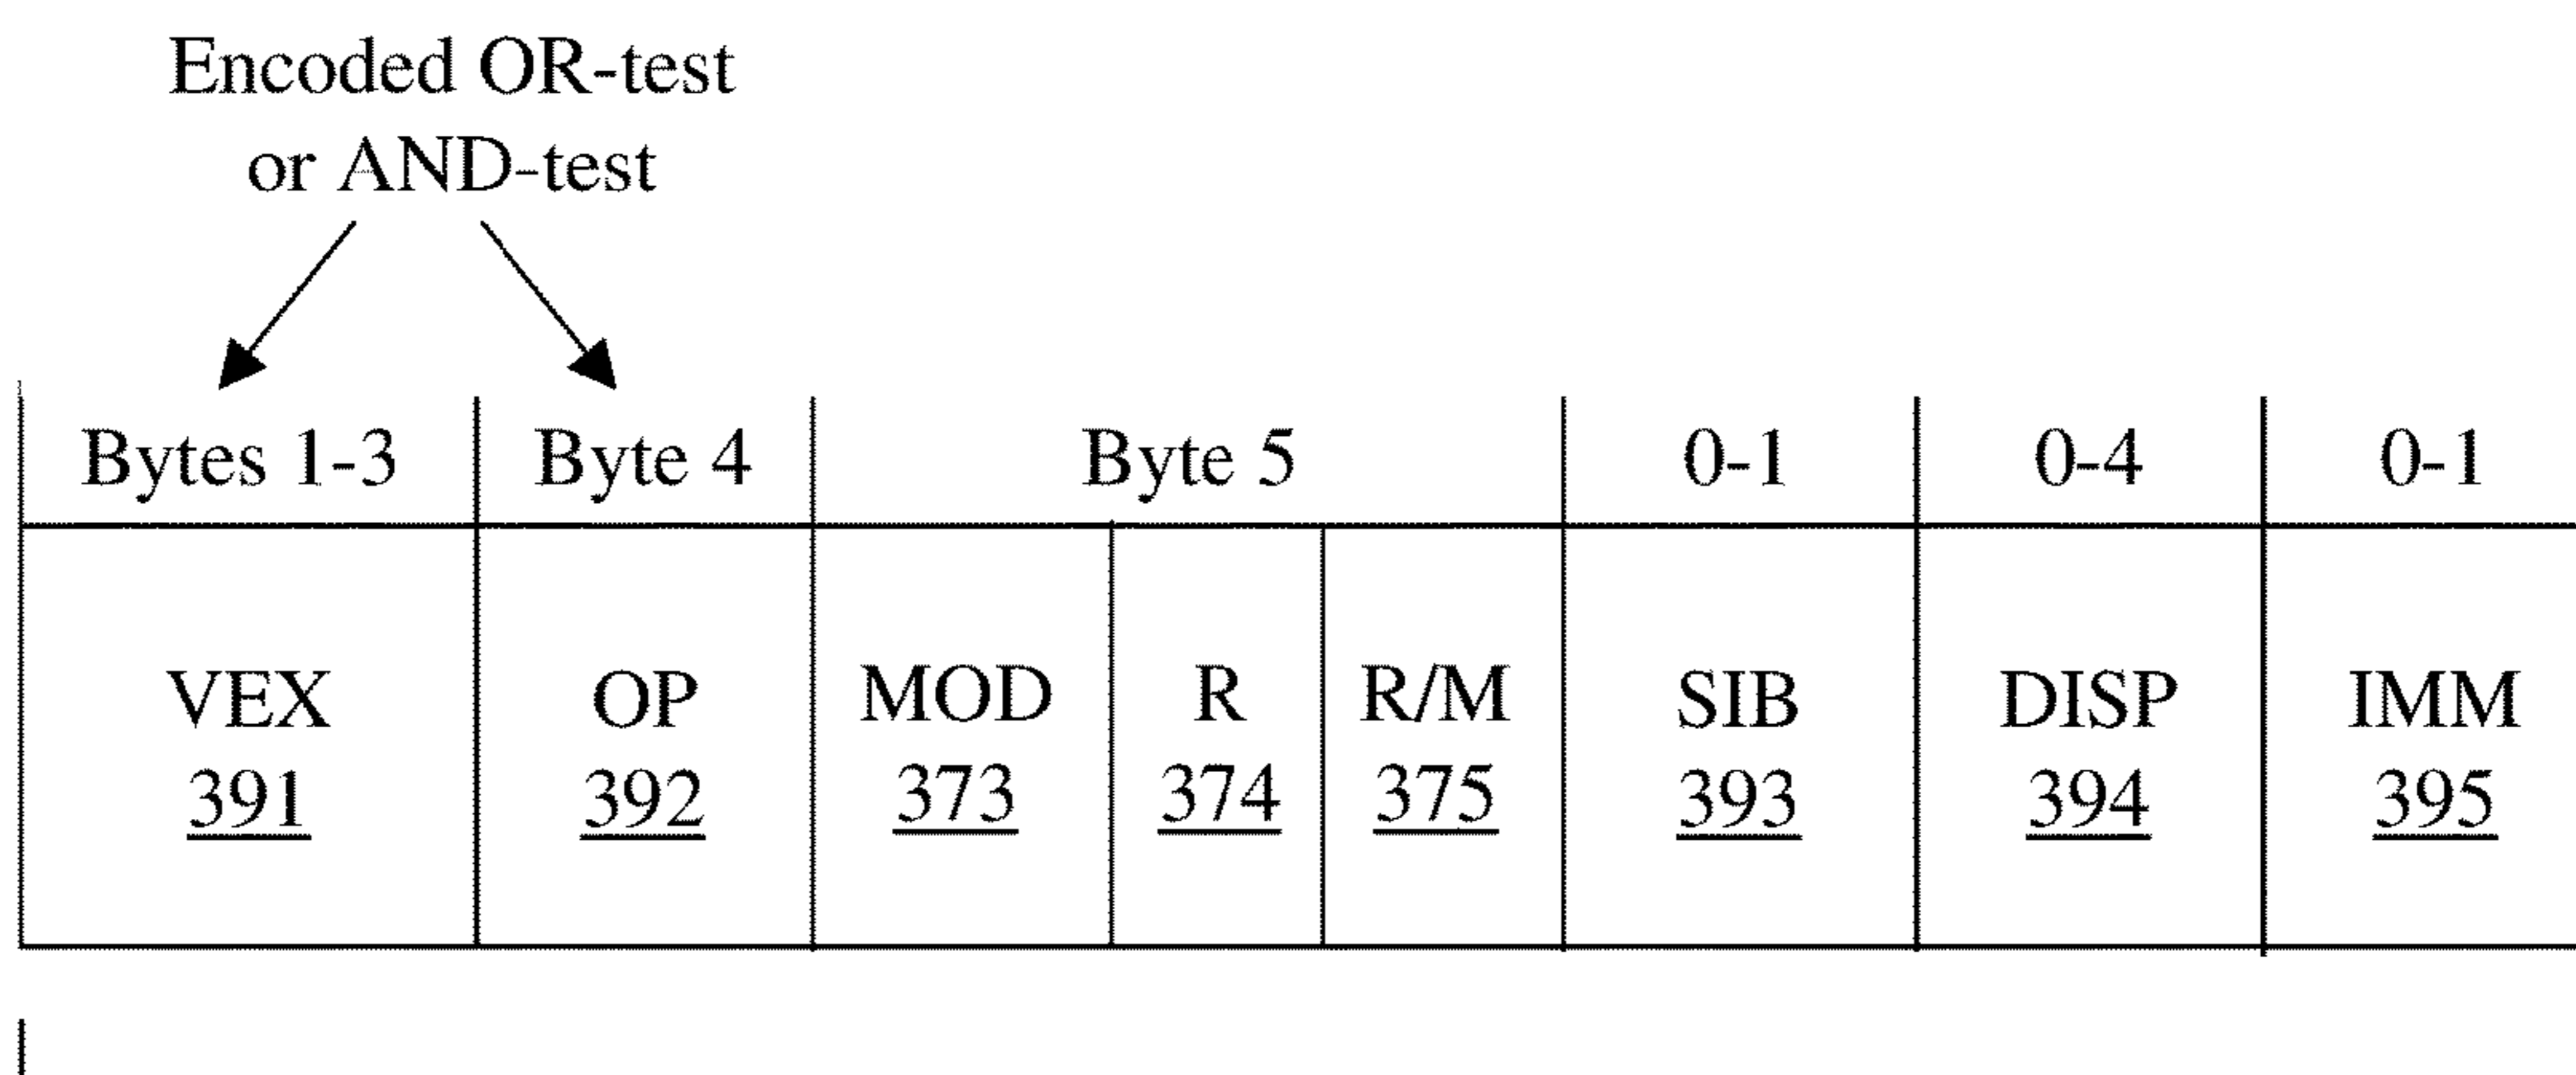 Encoded OR-test
or AND-test
Bytes 1-3 Byte 4 Byte 5 0-1 0-4 0-1
VEX OP MOD R R/M SIB DISP IMM
391 392 373 374 375 393 394 395